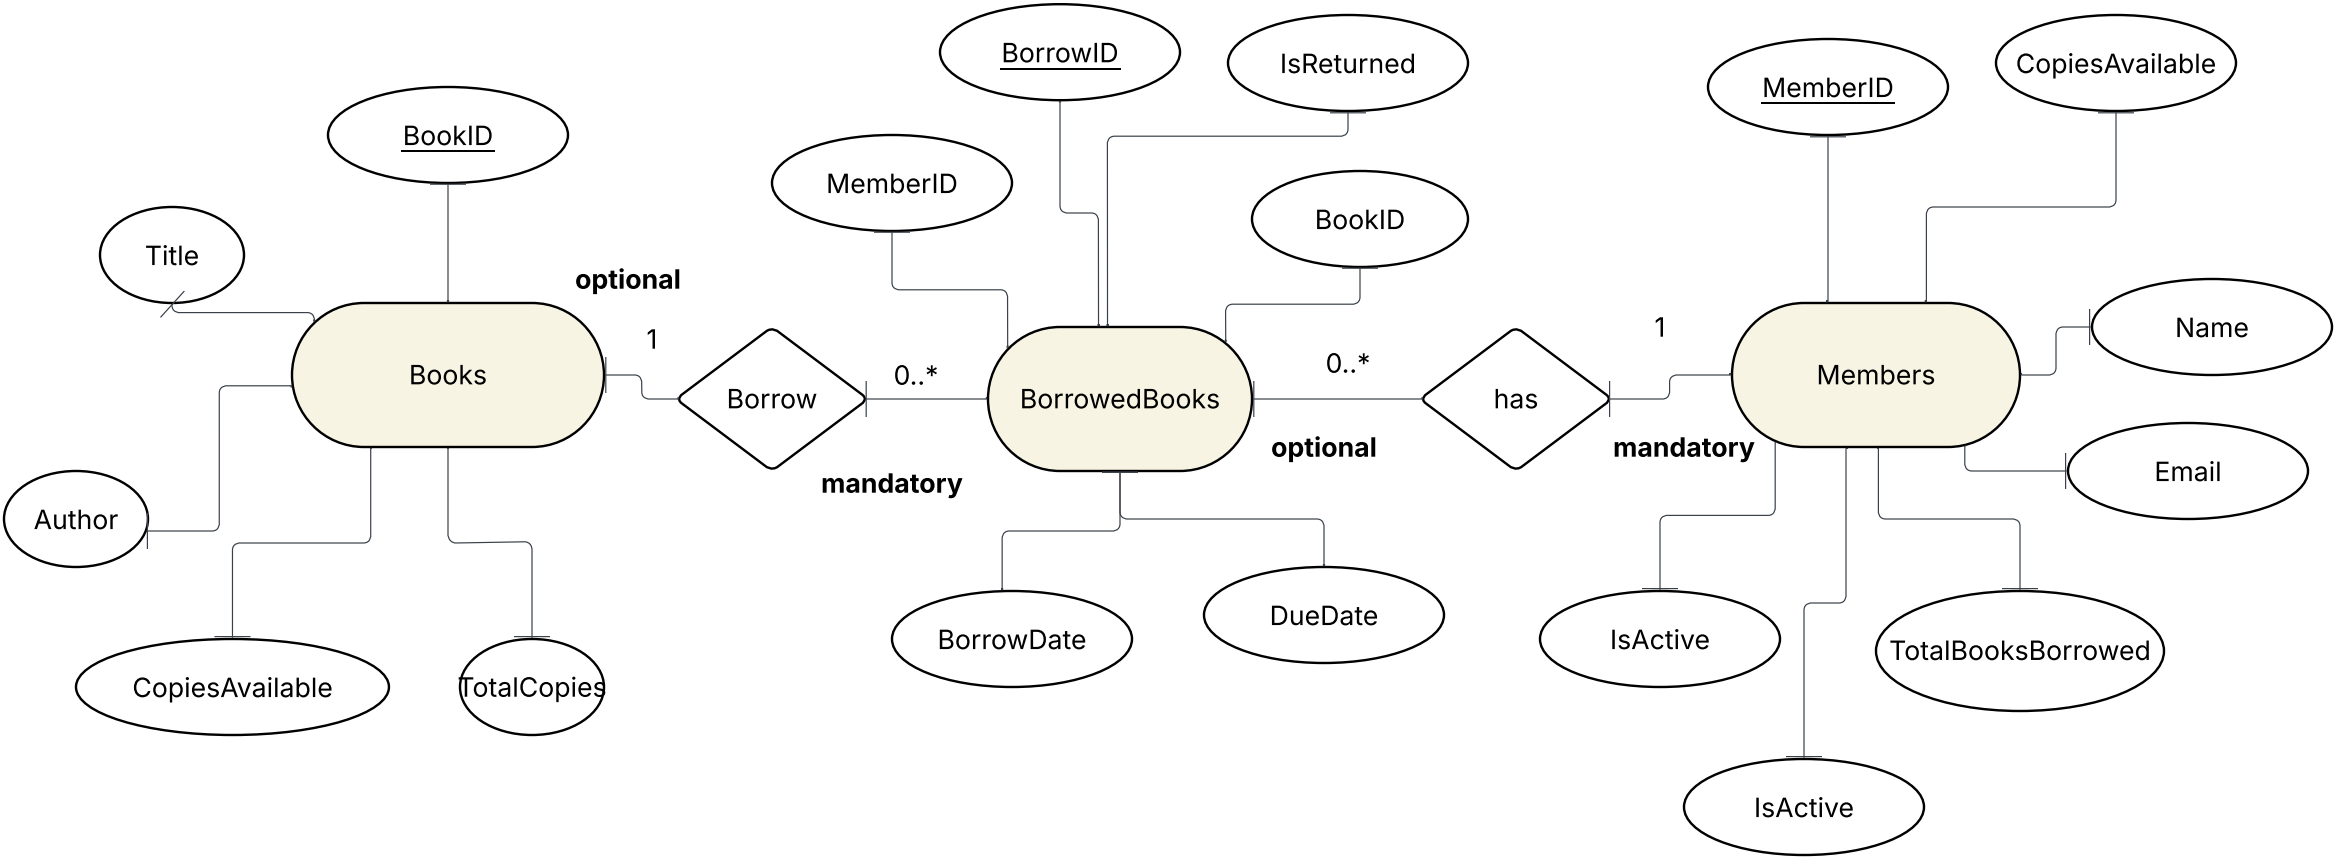 BorrowID
IsReturned
CopiesAvailable
MemberID
BookID
MemberID
BookID
Title
optional
Name
1
0..*
1
Books
Borrow
0..*
BorrowedBooks
has
Members
optional
mandatory
mandatory
Email
Author
DueDate
BorrowDate
IsActive
TotalBooksBorrowed
CopiesAvailable
TotalCopies
IsActive